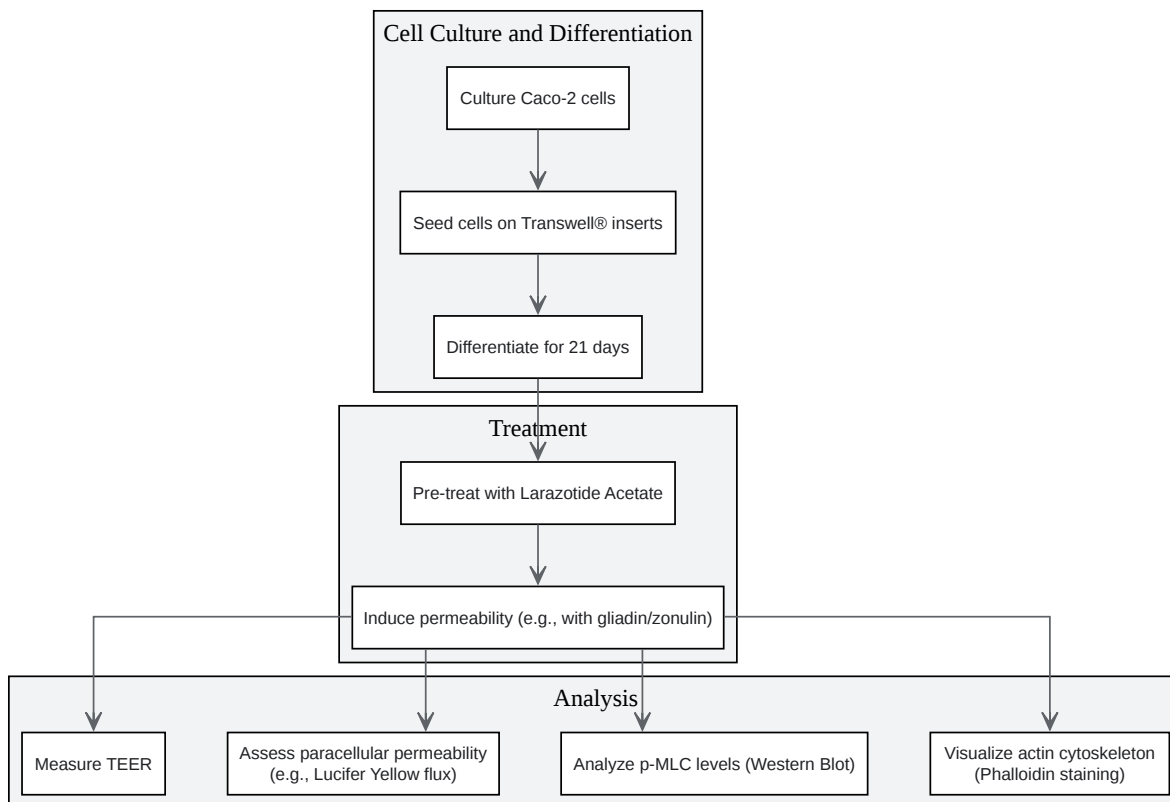 Cell Culture and Differentiation
Culture Caco-2 cells
Seed cells on Transwell® inserts
Differentiate for 21 days
Treatment
Pre-treat with Larazotide Acetate
Induce permeability (e.g., with gliadin/zonulin)
Analysis
Measure TEER
Assess paracellular permeability
(e.g., Lucifer Yellow flux)
Analyze p-MLC levels (Western Blot)
Visualize actin cytoskeleton
(Phalloidin staining)